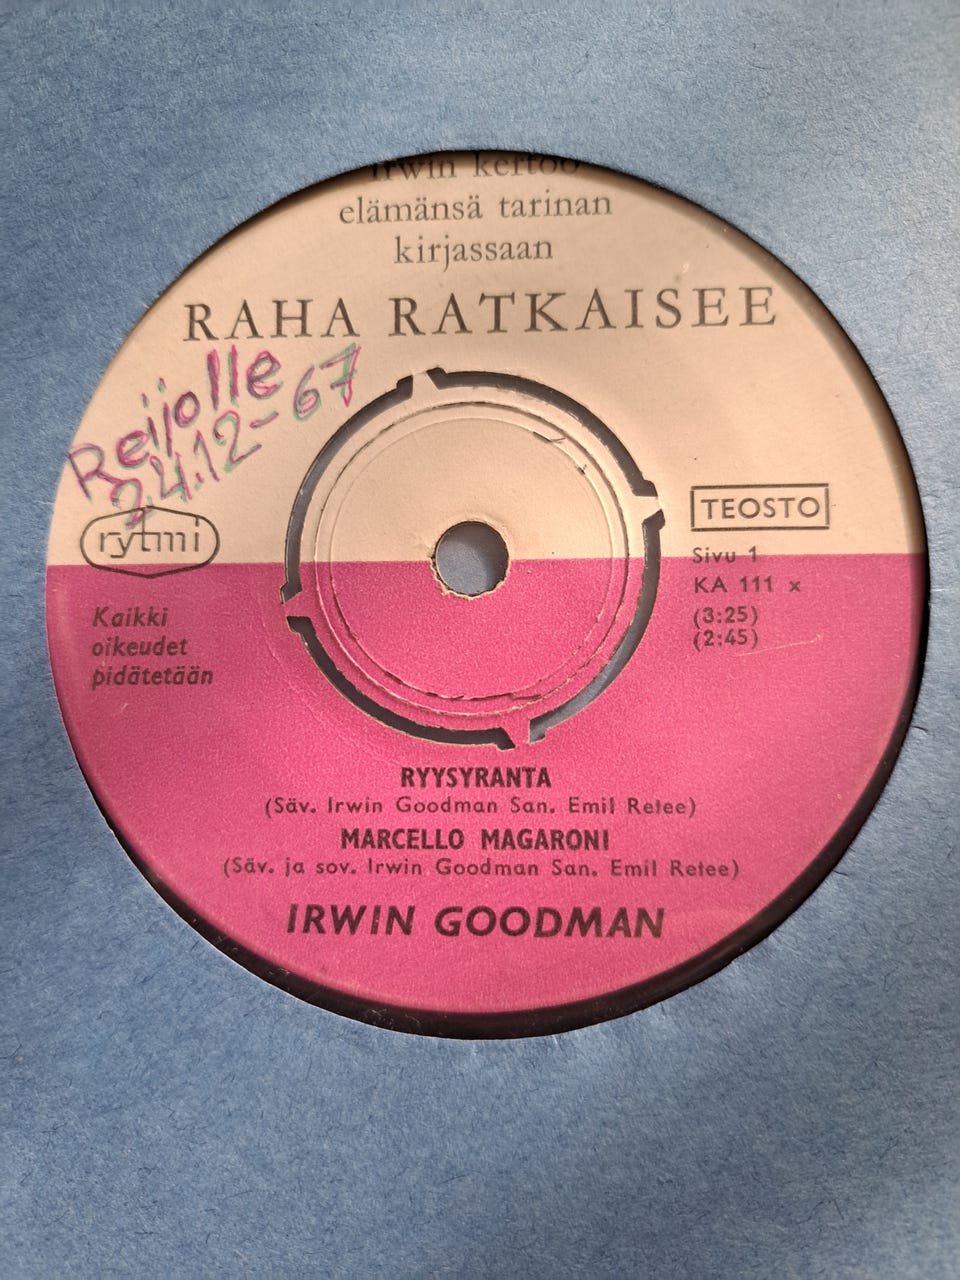 Irwin kertoo
elämänsä tarinan
kirjassaan
RAHA RATKAISEE
Reijolle
24.12-67
rytmi
TEOSTO
Sivu 1
KA 111 x
(3:25)
(2:45)
Kaikki
oikeudet
pidätetään
RYYSYRANTA
(Säv. Irwin Goodman San. Emil Retee)
MARCELLO MAGARONI
(Säv. ja sov. Irwin Goodman San. Emil Retee)
IRWIN GOODMAN